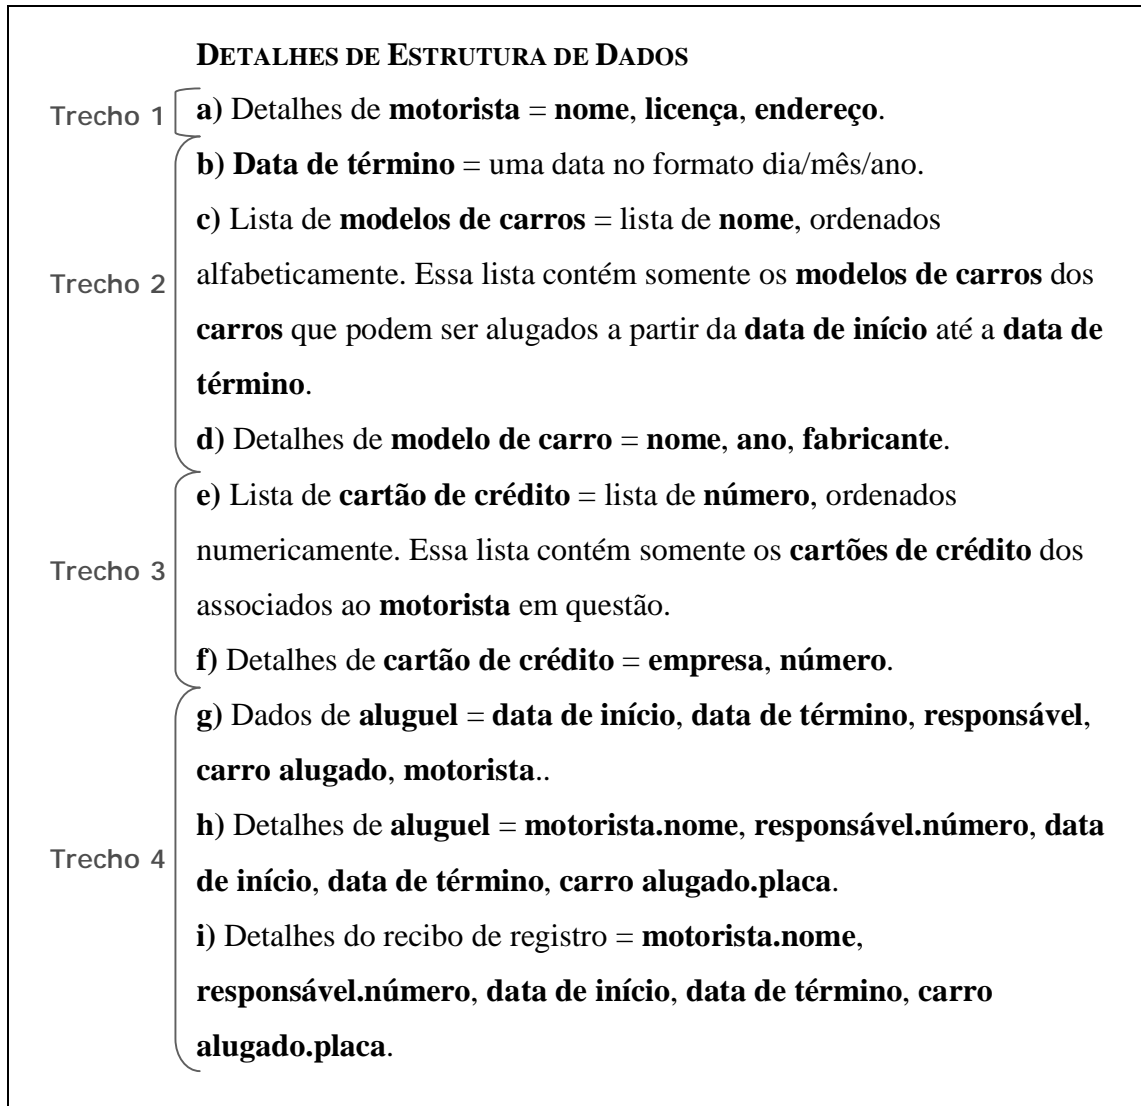 DETALHES DE ESTRUTURA DE DADOS
Trecho 1
a) Detalhes de motorista = nome, licença, endereço.
b) Data de término = uma data no formato dia/mês/ano.
c) Lista de modelos de carros = lista de nome, ordenados
Trecho 2
alfabeticamente. Essa lista contém somente os modelos de carros dos
carros que podem ser alugados a partir da data de início até a data de
término.
d) Detalhes de modelo de carro = nome, ano, fabricante.
e) Lista de cartão de crédito = lista de número, ordenados
numericamente. Essa lista contém somente os cartões de crédito dos
Trecho 3
associados ao motorista em questão.
f) Detalhes de cartão de crédito = empresa, número.
g) Dados de aluguel = data de início, data de término, responsável,
carro alugado, motorista..
h) Detalhes de aluguel = motorista.nome, responsável.número, data
Trecho 4
de início, data de término, carro alugado.placa.
i) Detalhes do recibo de registro = motorista.nome,
responsável.número, data de início, data de término, carro
alugado.placa.